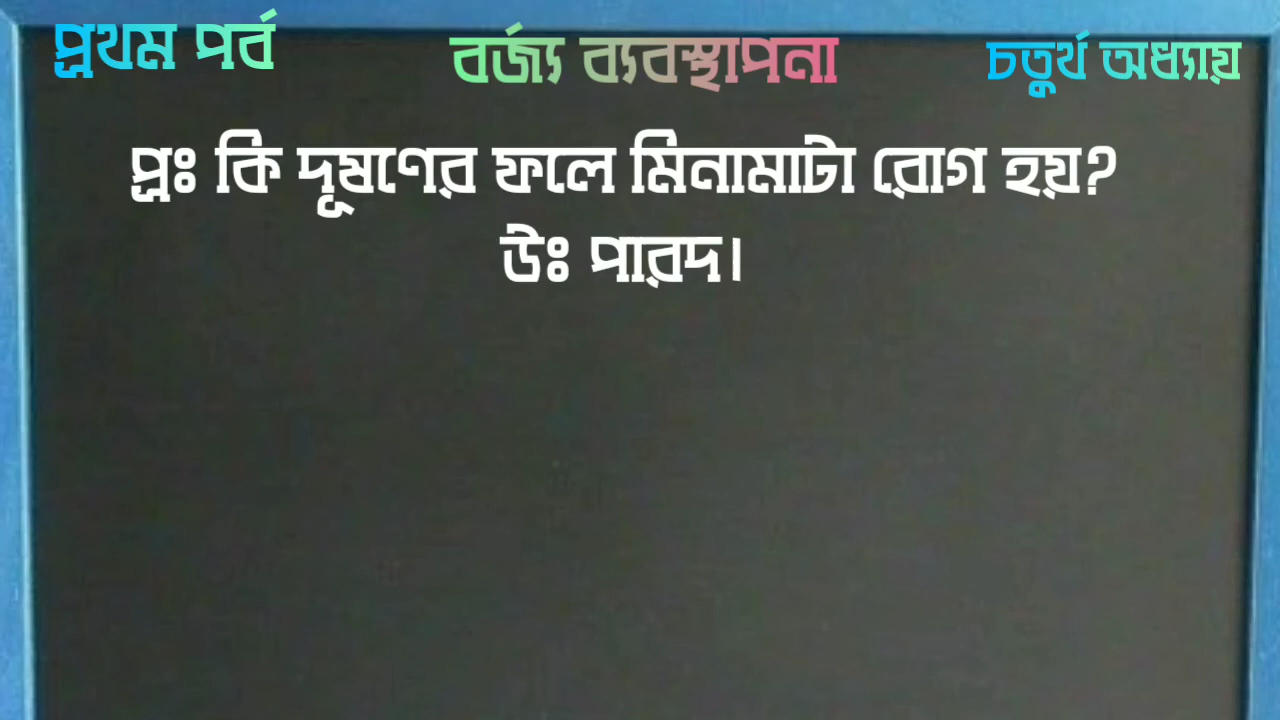 প্রথম পর্ব
বর্জ্য ব্যবস্থাপনা
চতুর্থ অধ্যায়
প্রঃ কি দূষণের ফলে মিনামাটা রোগ হয়?
উঃ পারদ।